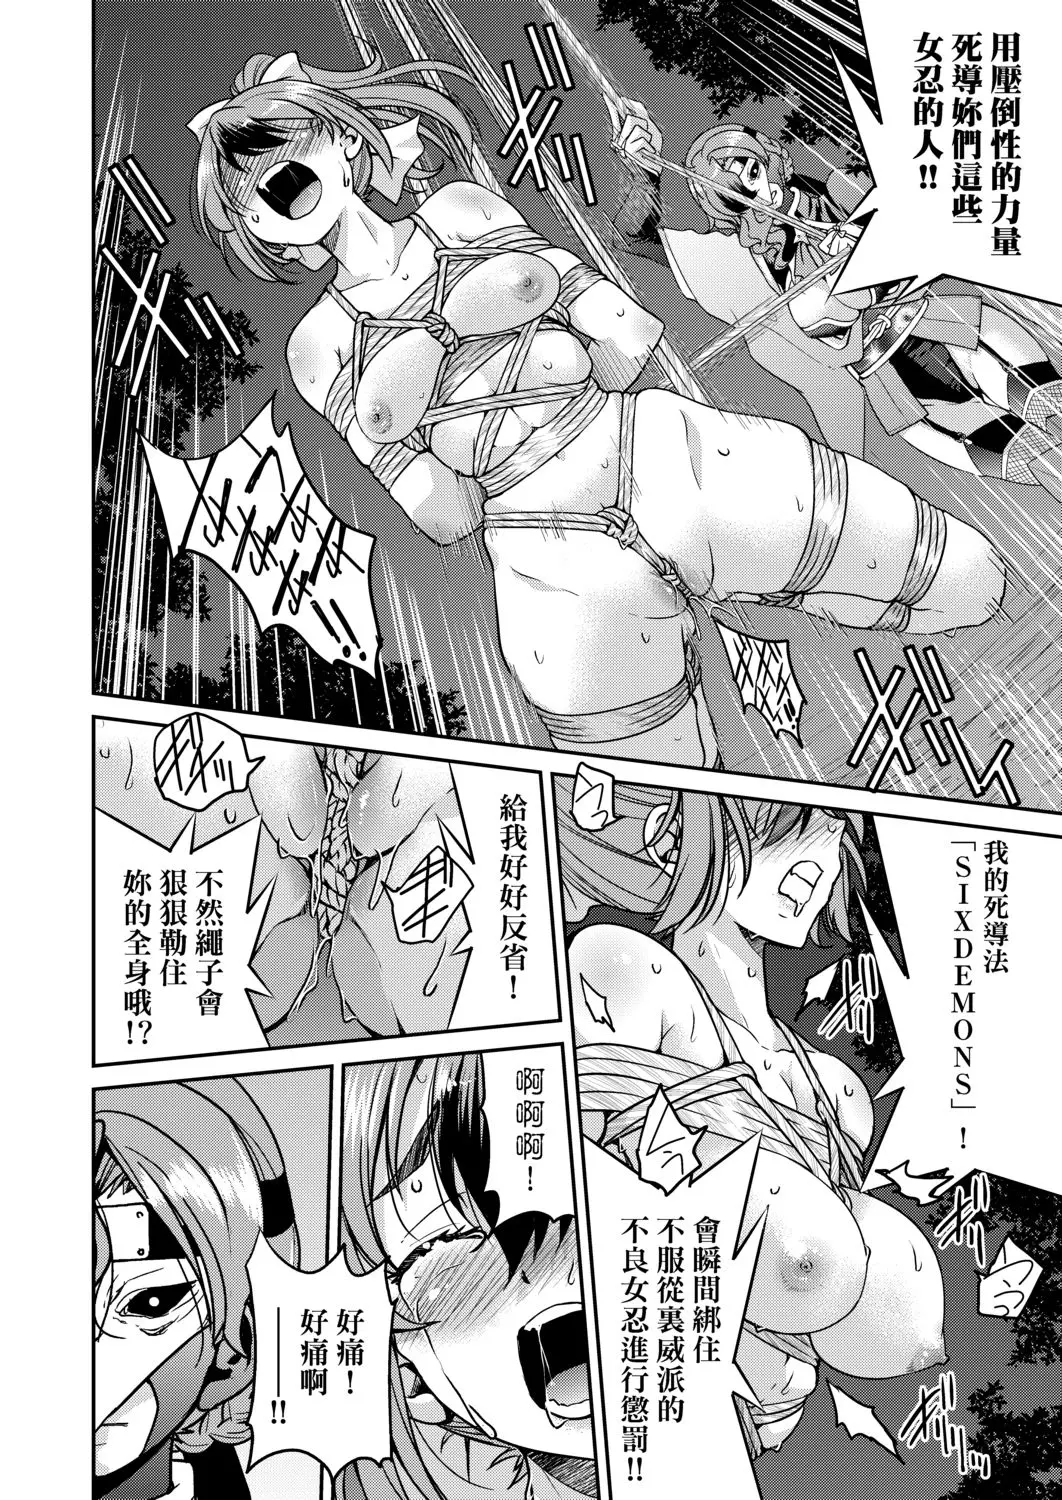 用壓倒性的力量
死導妳們這些
女忍的人!!
我的死導法
「SIXDEMONS」!
會瞬間綁住
不服從裏威派的
不良女忍進行懲罰!!
給我好好反省!
不然繩子會
狠狠勒住
妳的全身哦!?
啊啊啊!
好痛!
好痛啊
——!!